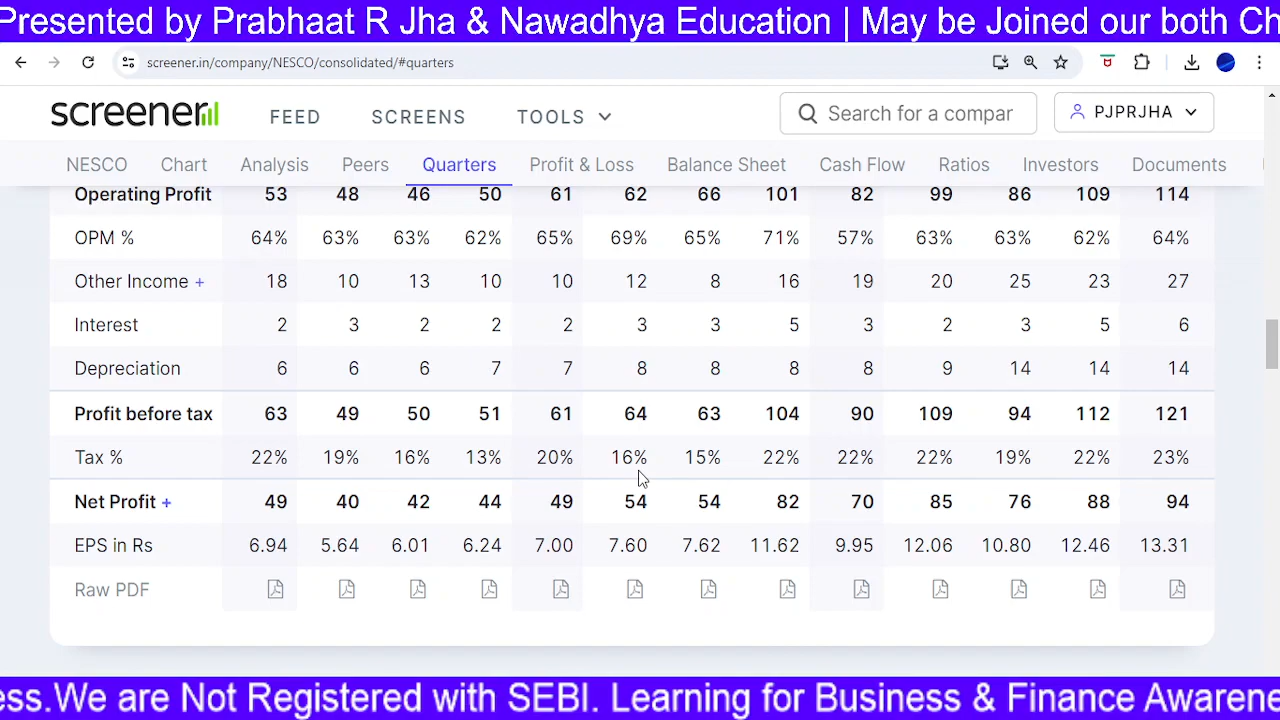 Presented by Prabhaat R Jha & Nawadhya Education | May be Joined our both Ch
screener.in/company/NESCO/consolidated/#quarters
screener FEED SCREENS TOOLS Search for a compar PJPRJHA
NESCO Chart Analysis Peers Quarters Profit & Loss Balance Sheet Cash Flow Ratios Investors Documents
Operating Profit 53 48 46 50 61 62 66 101 82 99 86 109 114
OPM % 64% 63% 63% 62% 65% 69% 65% 71% 57% 63% 63% 62% 64%
Other Income + 18 10 13 10 10 12 8 16 19 20 25 23 27
Interest 2 3 2 2 2 3 3 5 3 2 3 5 6
Depreciation 6 6 6 7 7 8 8 8 8 9 14 14 14
Profit before tax 63 49 50 51 61 64 63 104 90 109 94 112 121
Tax % 22% 19% 16% 13% 20% 16% 15% 22% 22% 22% 19% 22% 23%
Net Profit + 49 40 42 44 49 54 54 82 70 85 76 88 94
EPS in Rs 6.94 5.64 6.01 6.24 7.00 7.60 7.62 11.62 9.95 12.06 10.80 12.46 13.31
Raw PDF
ess.We are Not Registered with SEBI. Learning for Business & Finance Awarene